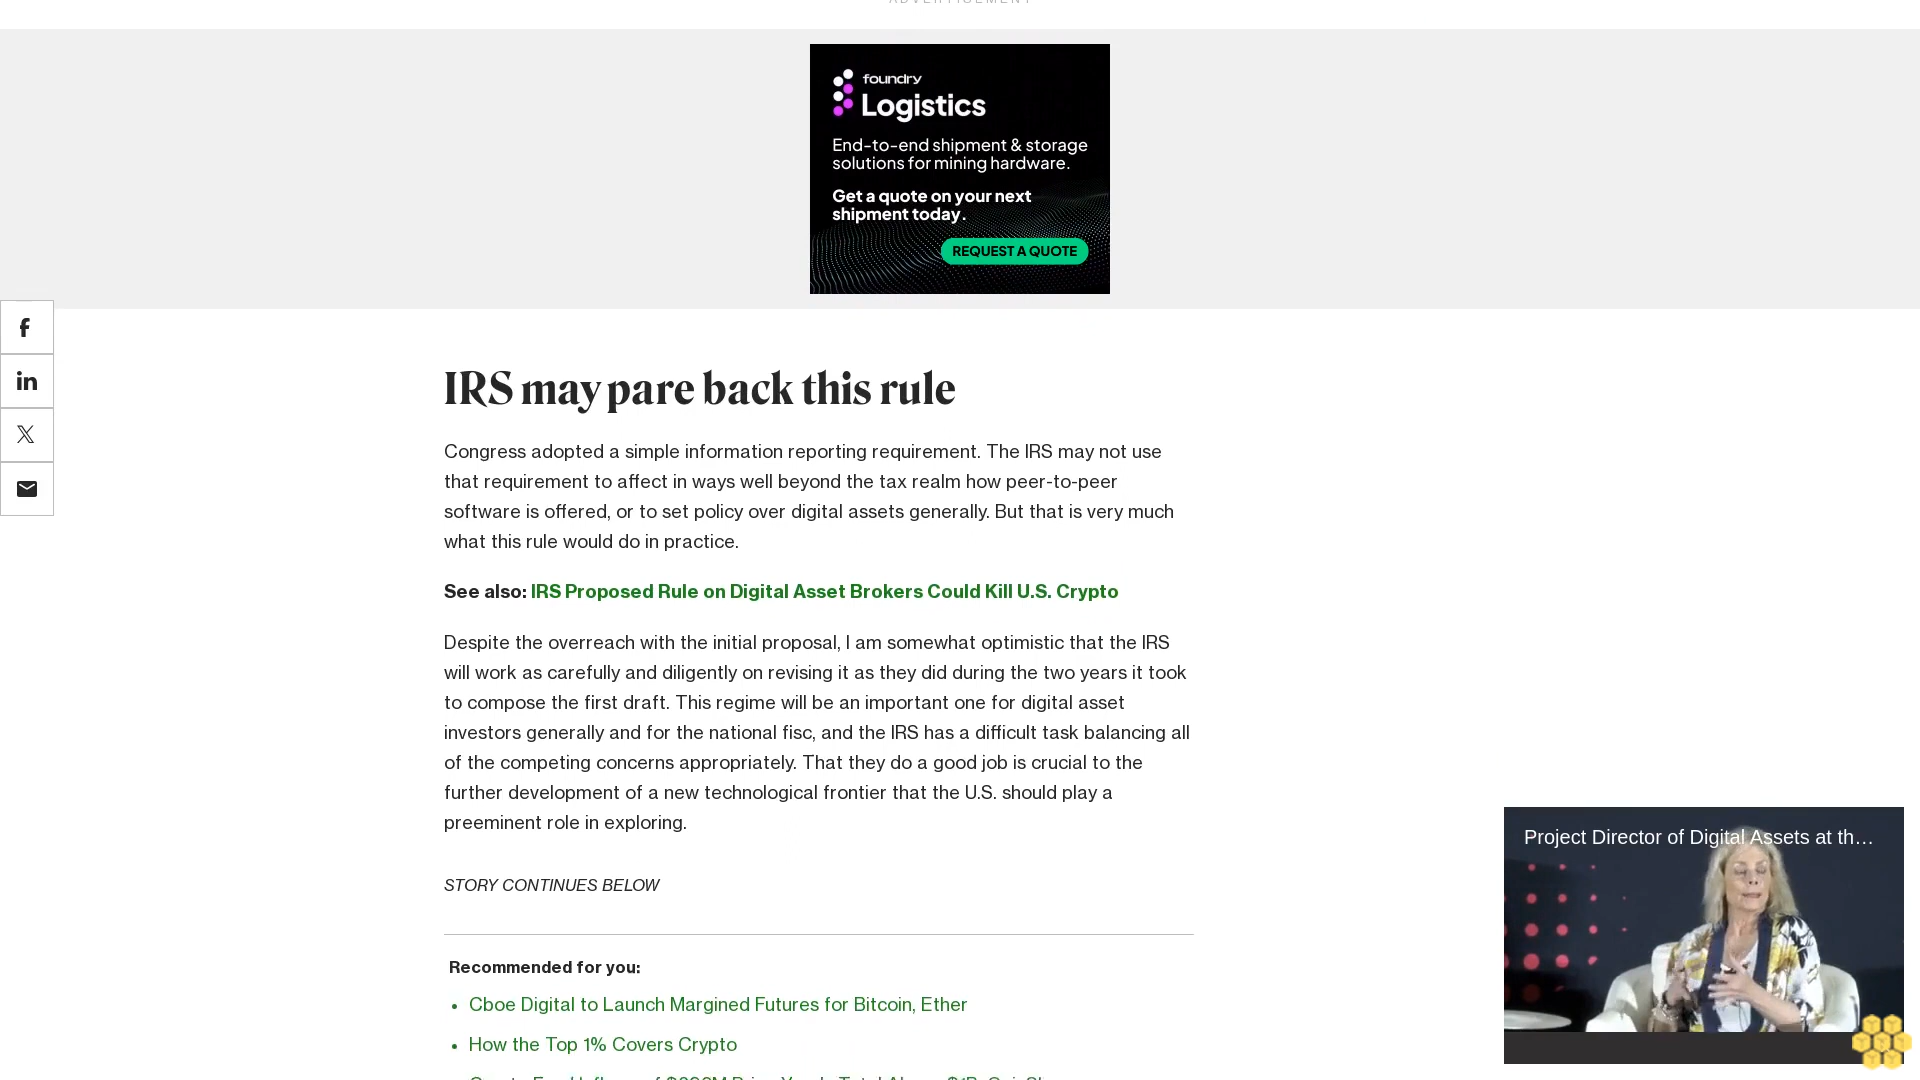 foundry
Logistics
End-to-end shipment & storage
solutions for mining hardware.
Get a quote on your next
shipment today.
REQUEST A QUOTE
IRS may pare back this rule
Congress adopted a simple information reporting requirement. The IRS may not use
that requirement to affect in ways well beyond the tax realm how peer-to-peer
software is offered, or to set policy over digital assets generally. But that is very much
what this rule would do in practice.
See also: IRS Proposed Rule on Digital Asset Brokers Could Kill U.S. Crypto
Despite the overreach with the initial proposal, I am somewhat optimistic that the IRS
will work as carefully and diligently on revising it as they did during the two years it took
to compose the first draft. This regime will be an important one for digital asset
investors generally and for the national fisc, and the IRS has a difficult task balancing all
of the competing concerns appropriately. That they do a good job is crucial to the
further development of a new technological frontier that the U.S. should play a
preeminent role in exploring.
Project Director of Digital Assets at th…
STORY CONTINUES BELOW
Recommended for you:
• Cboe Digital to Launch Margined Futures for Bitcoin, Ether
• How the Top 1% Covers Crypto